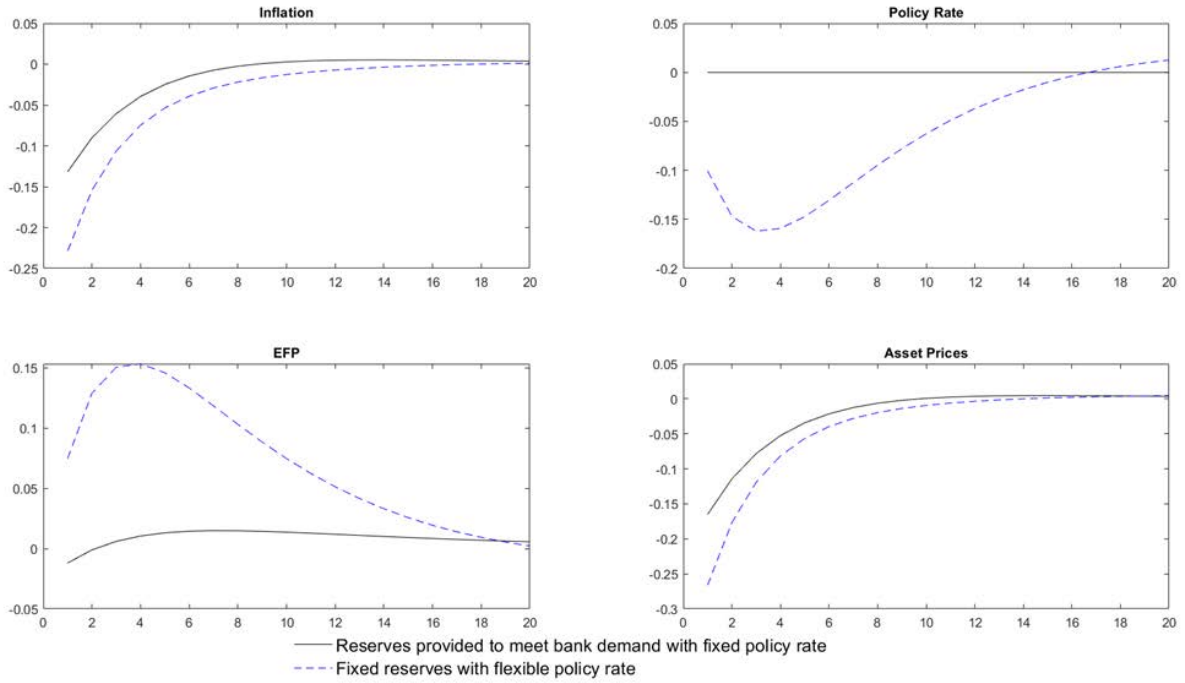 Inflation
0.05
0
-0.05
-0.1
-0.15
-0.2
-0.25
0 2 4 6 8 10 12 14 16 18 20
Policy Rate
0.05
0
-0.05
-0.1
-0.15
-0.2
0 2 4 6 8 10 12 14 16 18 20
EFP
0.15
0.1
0.05
0
-0.05
0 2 4 6 8 10 12 14 16 18 20
Asset Prices
0.05
0
-0.05
-0.1
-0.15
-0.2
-0.25
-0.3
0 2 4 6 8 10 12 14 16 18 20
Reserves provided to meet bank demand with fixed policy rate
Fixed reserves with flexible policy rate